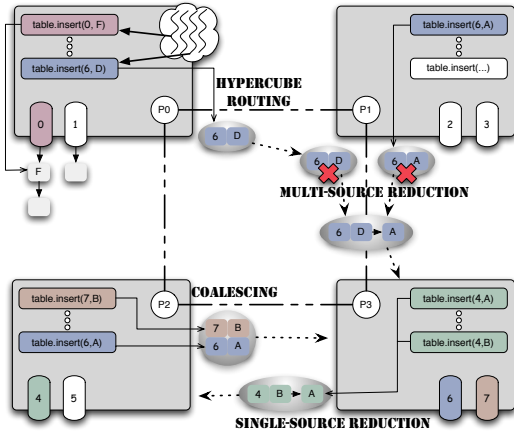 table.insert(0, F)
table.insert(6, D)
0
1
F
P0
HYPERCUBE
ROUTING
6 D
table.insert(6,A)
table.insert(...)
P1
2
3
6 D
6 A
MULTI-SOURCE REDUCTION
6 D A
table.insert(7,B)
table.insert(6,A)
4
5
P2
COALESCING
7 B
6 A
P3
table.insert(4,A)
table.insert(4,B)
6
7
4 B A
SINGLE-SOURCE REDUCTION